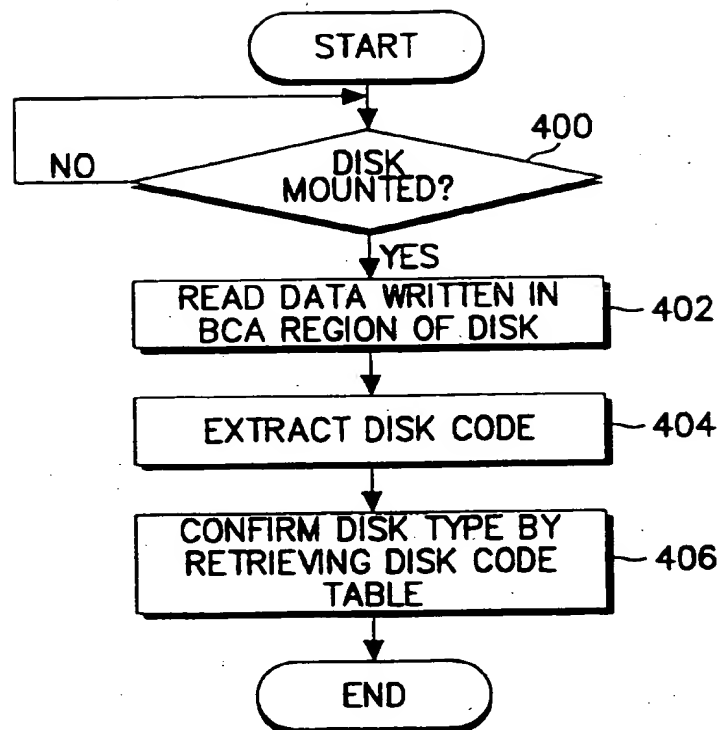 START
400
NO
DISK
MOUNTED?
YES
READ DATA WRITTEN IN
BCA REGION OF DISK
402
EXTRACT DISK CODE
404
CONFIRM DISK TYPE BY
RETRIEVING DISK CODE
TABLE
406
END